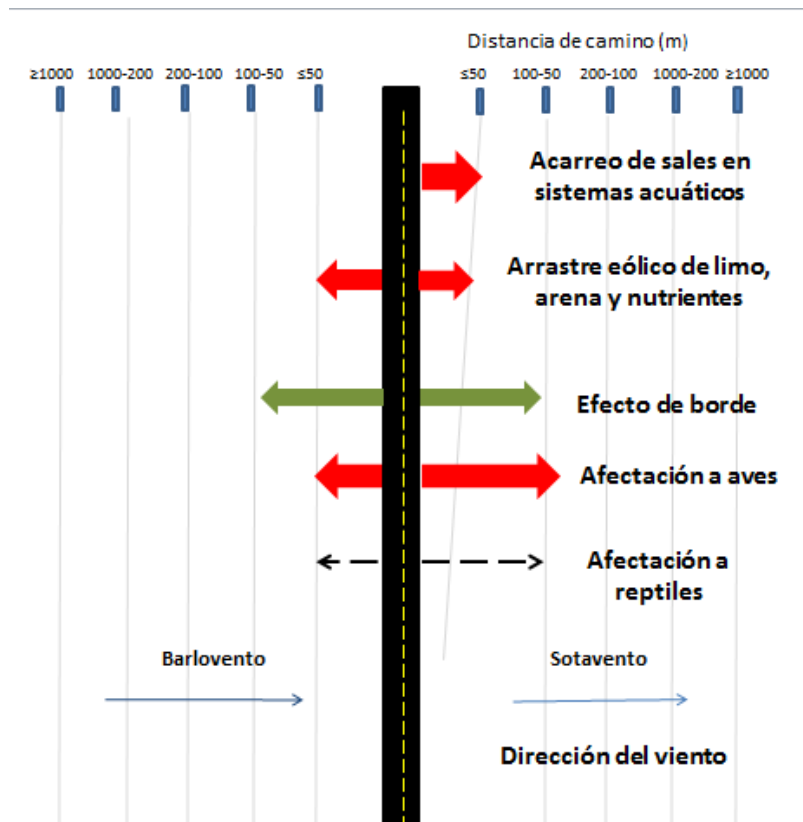 Distancia de camino (m)
≥1000 1000-200 200-100 100-50 ≤50 ≤50 100-50 200-100 1000-200 ≥1000
Acarreo de sales en
sistemas acuáticos
Arrastre eólico de limo,
arena y nutrientes
Efecto de borde
Afectación a aves
Afectación a
reptiles
Barlovento Sotavento
Dirección del viento